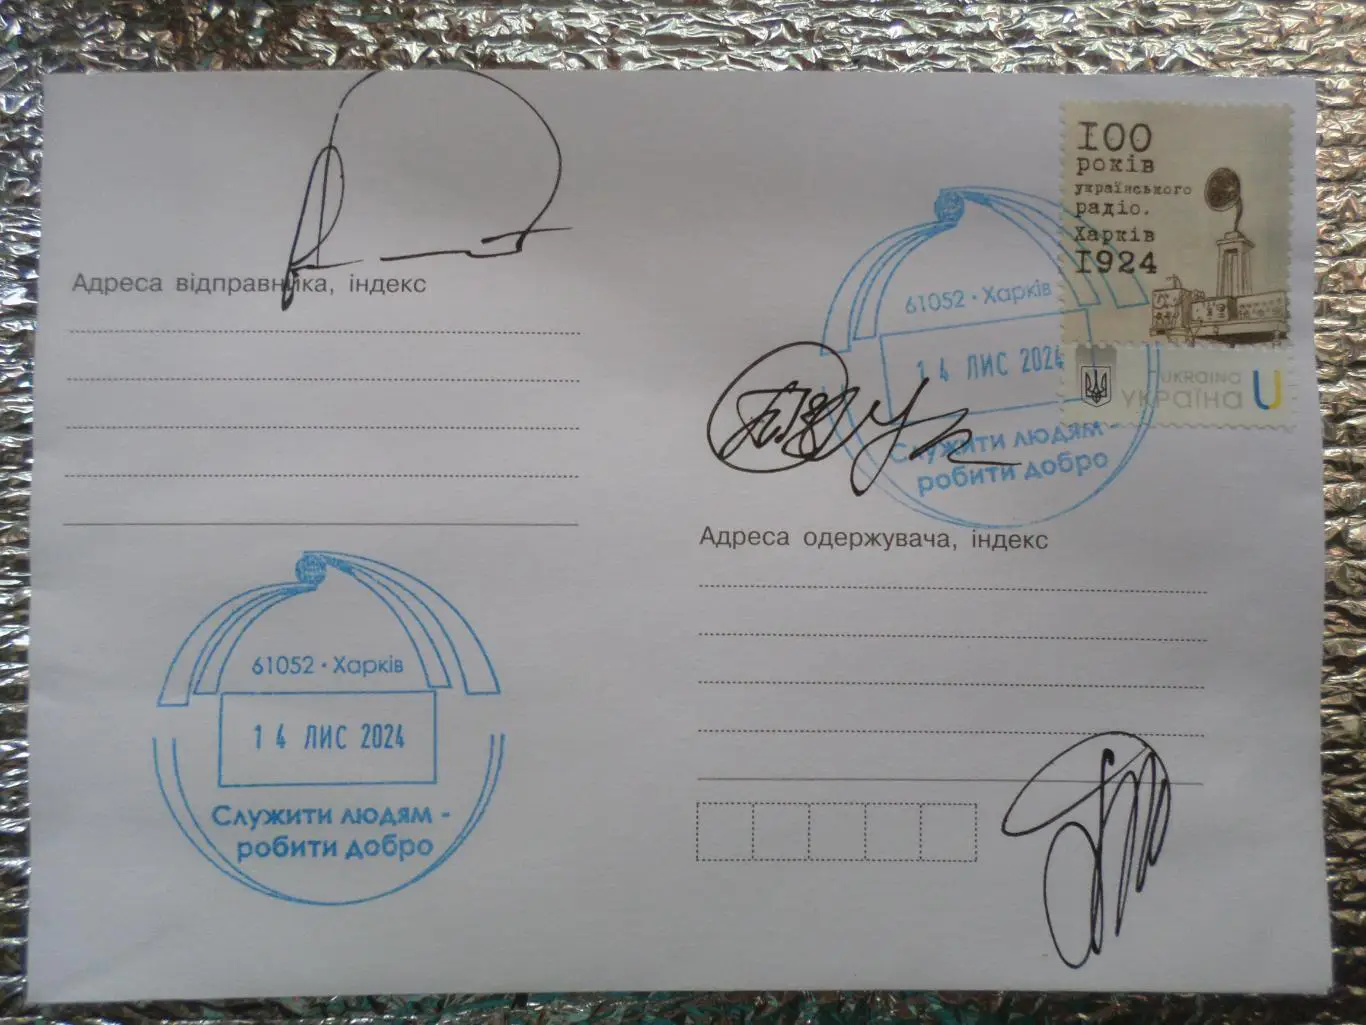 Адреса відправника, індекс
100
років
українського
радіо.
Харків
1924
UKRAINA
УКРАЇНА
61052 · Харків
14 ЛИС 2024
Служити людям -
робити добро
Адреса одержувача, індекс
61052 · Харків
14 ЛИС 2024
Служити людям -
робити добро